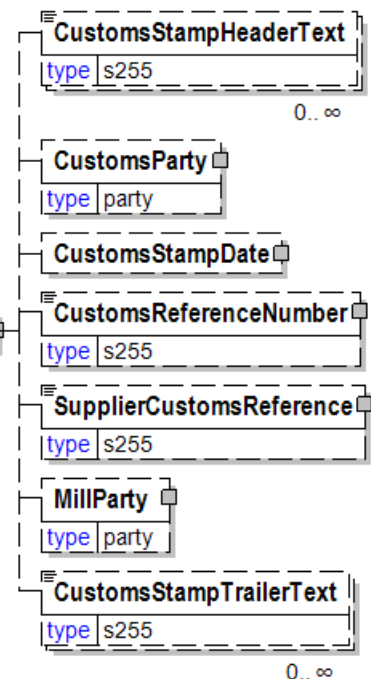 CustomsStampHeaderText
type s255
0.. ∞
CustomsParty
type party
CustomsStampDate
CustomsReferenceNumber
type s255
SupplierCustomsReference
type s255
MillParty
type party
CustomsStampTrailerText
type s255
0.. ∞